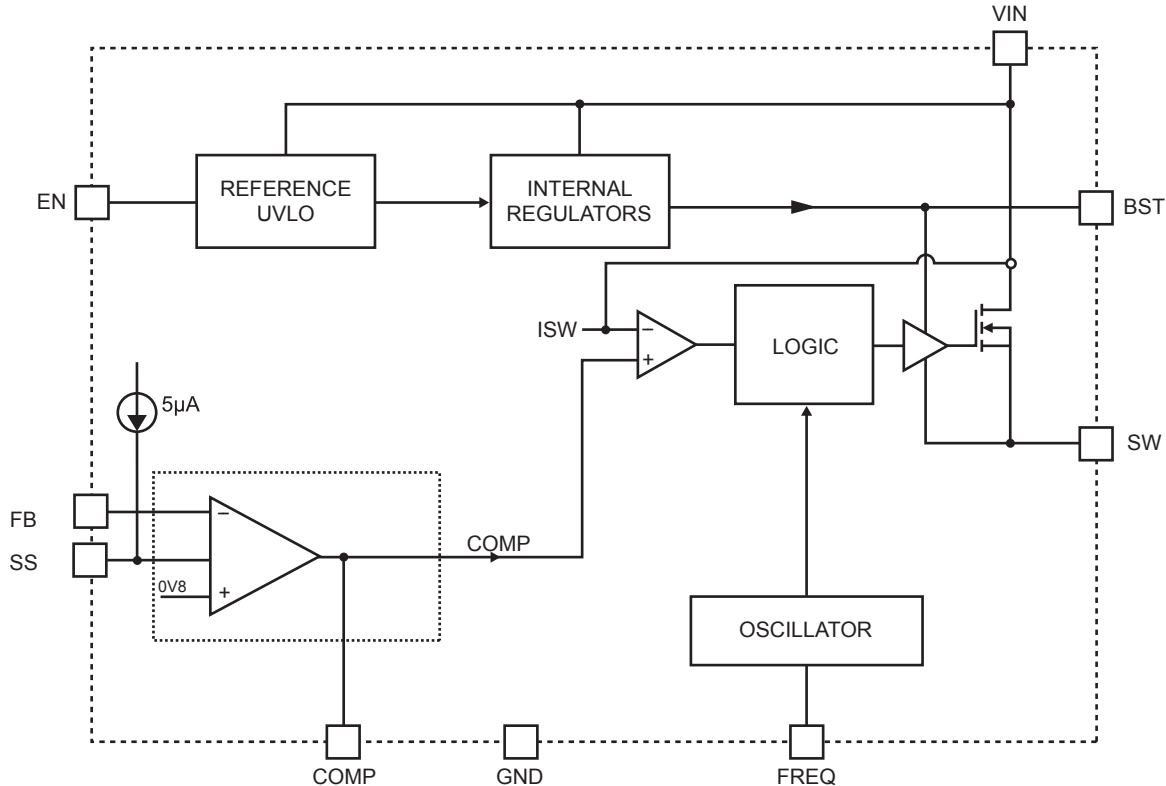 VIN
EN
REFERENCE
UVLO
INTERNAL
REGULATORS
BST
ISW
−
+
LOGIC
5µA
SW
FB
−
SS
COMP
0V8
+
OSCILLATOR
COMP
GND
FREQ